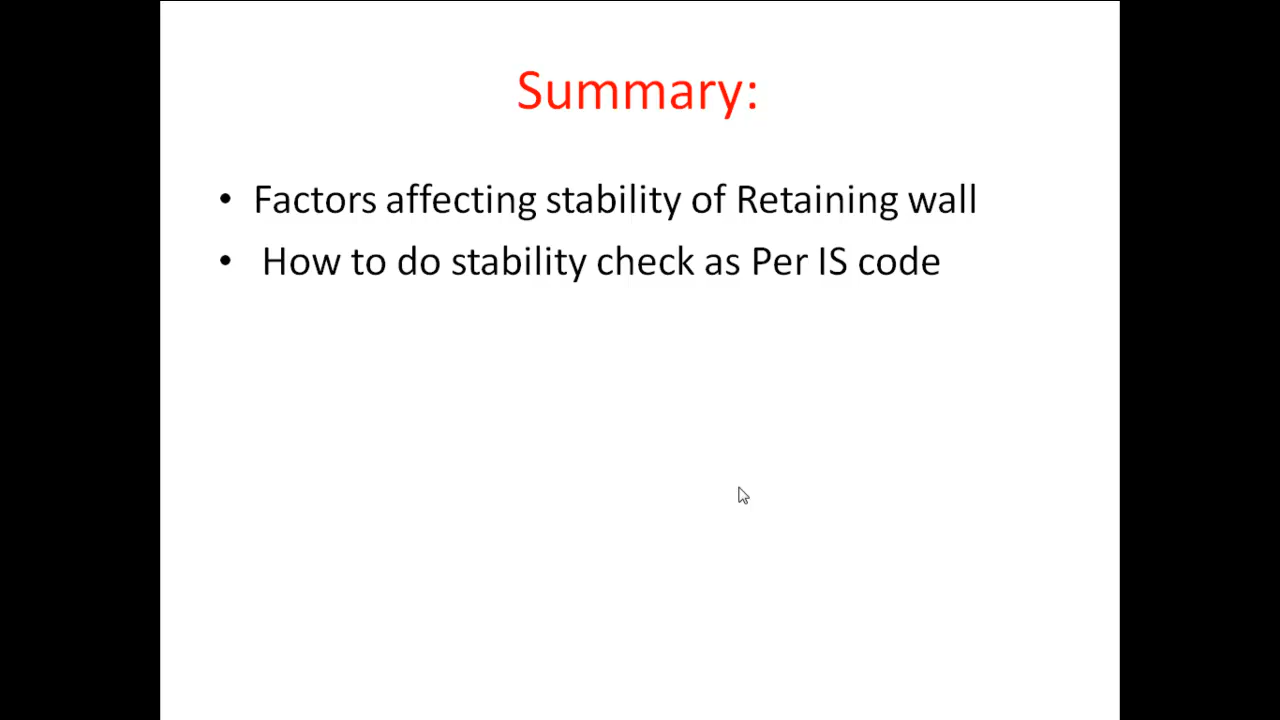 Summary:
• Factors affecting stability of Retaining wall
• How to do stability check as Per IS code